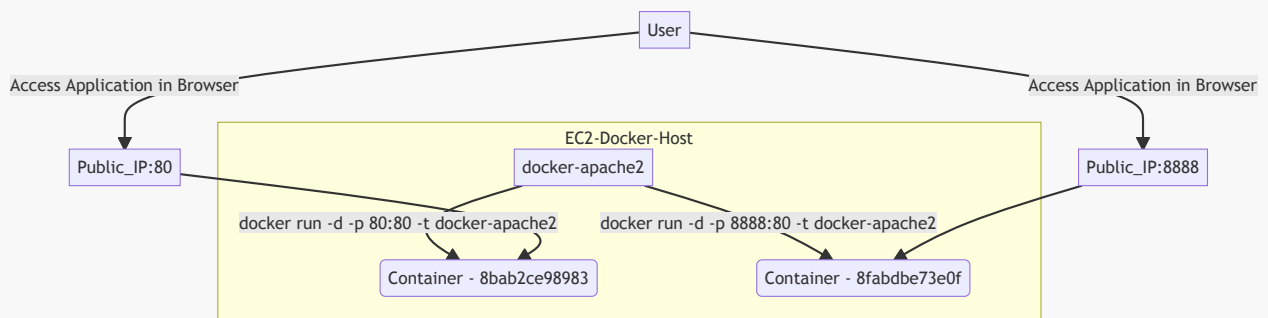 User
Access Application in Browser
Access Application in Browser
EC2-Docker-Host
Public_IP:80
docker-apache2
Public_IP:8888
docker run -d -p 80:80 -t docker-apache2
docker run -d -p 8888:80 -t docker-apache2
Container - 8bab2ce98983
Container - 8fabdbe73e0f